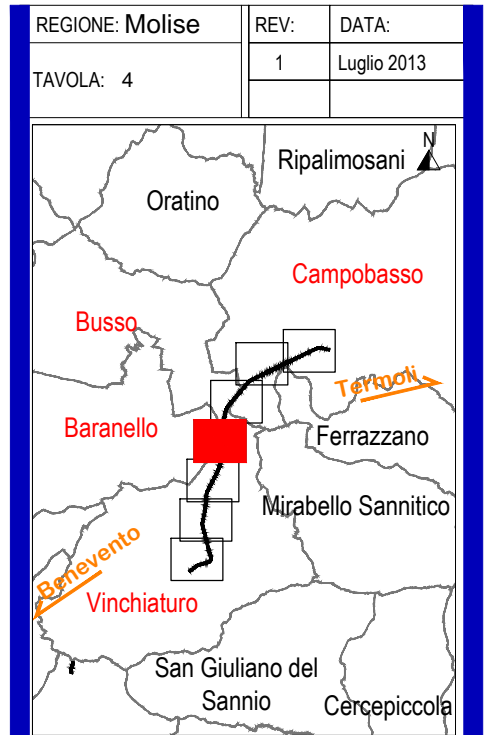 REGIONE: Molise
REV:
DATA:
TAVOLA: 4
1
Luglio 2013
N
Ripalimosani
Oratino
Campobasso
Busso
Termoli
Baranello
Ferrazzano
Mirabello Sannitico
Benevento
Vinchiaturo
San Giuliano del
Sannio
Cercepiccola